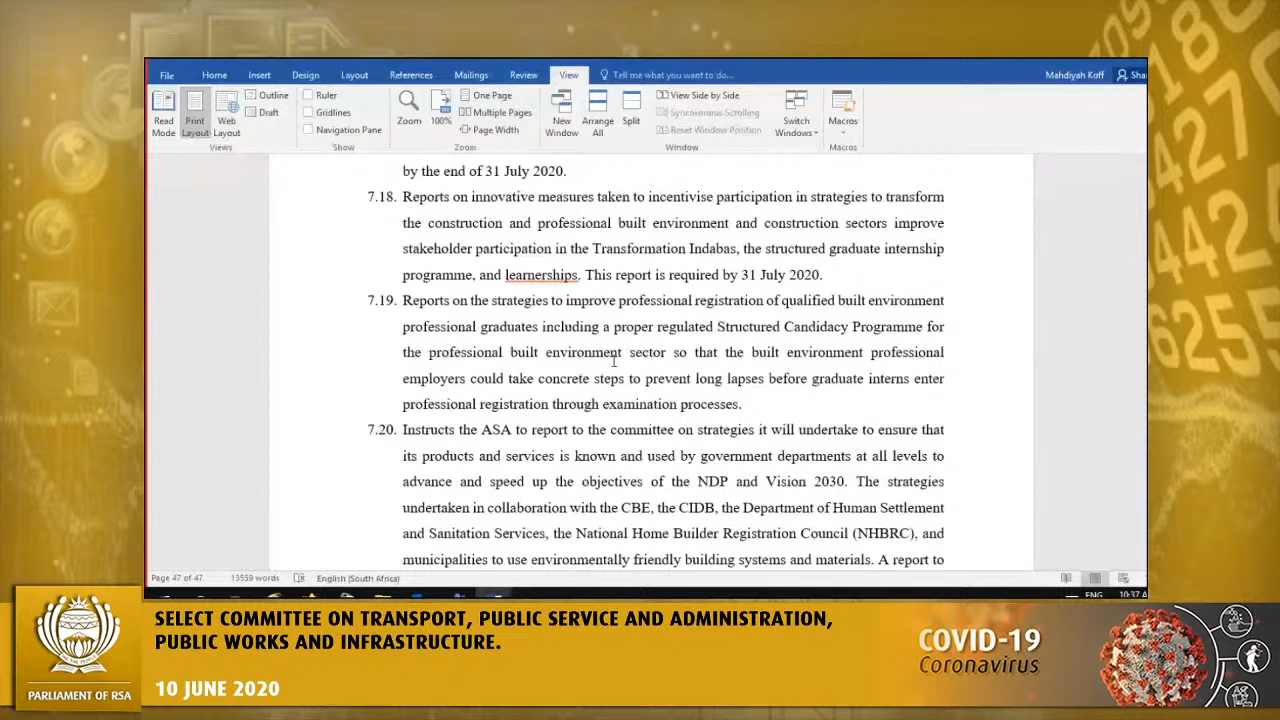 File Home Insert Design Layout References Mailings Review View Tell me what you want to do... Mahdiyah Koff Shar
Read Mode
Print Layout
Web Layout
Outline
Draft
Views
Ruler
Gridlines
Navigation Pane
Show
Zoom
100%
One Page
Multiple Pages
Page Width
Zoom
New Window
Arrange All
Split
View Side by Side
Synchronous Scrolling
Reset Window Position
Window
Switch Windows
Macros
Macros
by the end of 31 July 2020.
7.18. Reports on innovative measures taken to incentivise participation in strategies to transform
the construction and professional built environment and construction sectors improve
stakeholder participation in the Transformation Indabas, the structured graduate internship
programme, and learnerships. This report is required by 31 July 2020.
7.19. Reports on the strategies to improve professional registration of qualified built environment
professional graduates including a proper regulated Structured Candidacy Programme for
the professional built environment sector so that the built environment professional
employers could take concrete steps to prevent long lapses before graduate interns enter
professional registration through examination processes.
7.20. Instructs the ASA to report to the committee on strategies it will undertake to ensure that
its products and services is known and used by government departments at all levels to
advance and speed up the objectives of the NDP and Vision 2030. The strategies
undertaken in collaboration with the CBE, the CIDB, the Department of Human Settlement
and Sanitation Services, the National Home Builder Registration Council (NHBRC), and
municipalities to use environmentally friendly building systems and materials. A report to
Page 47 of 47 13559 words English (South Africa)
ENG 10:37 A
SELECT COMMITTEE ON TRANSPORT, PUBLIC SERVICE AND ADMINISTRATION,
PUBLIC WORKS AND INFRASTRUCTURE.
10 JUNE 2020
PARLIAMENT OF RSA
COVID-19
Coronavirus